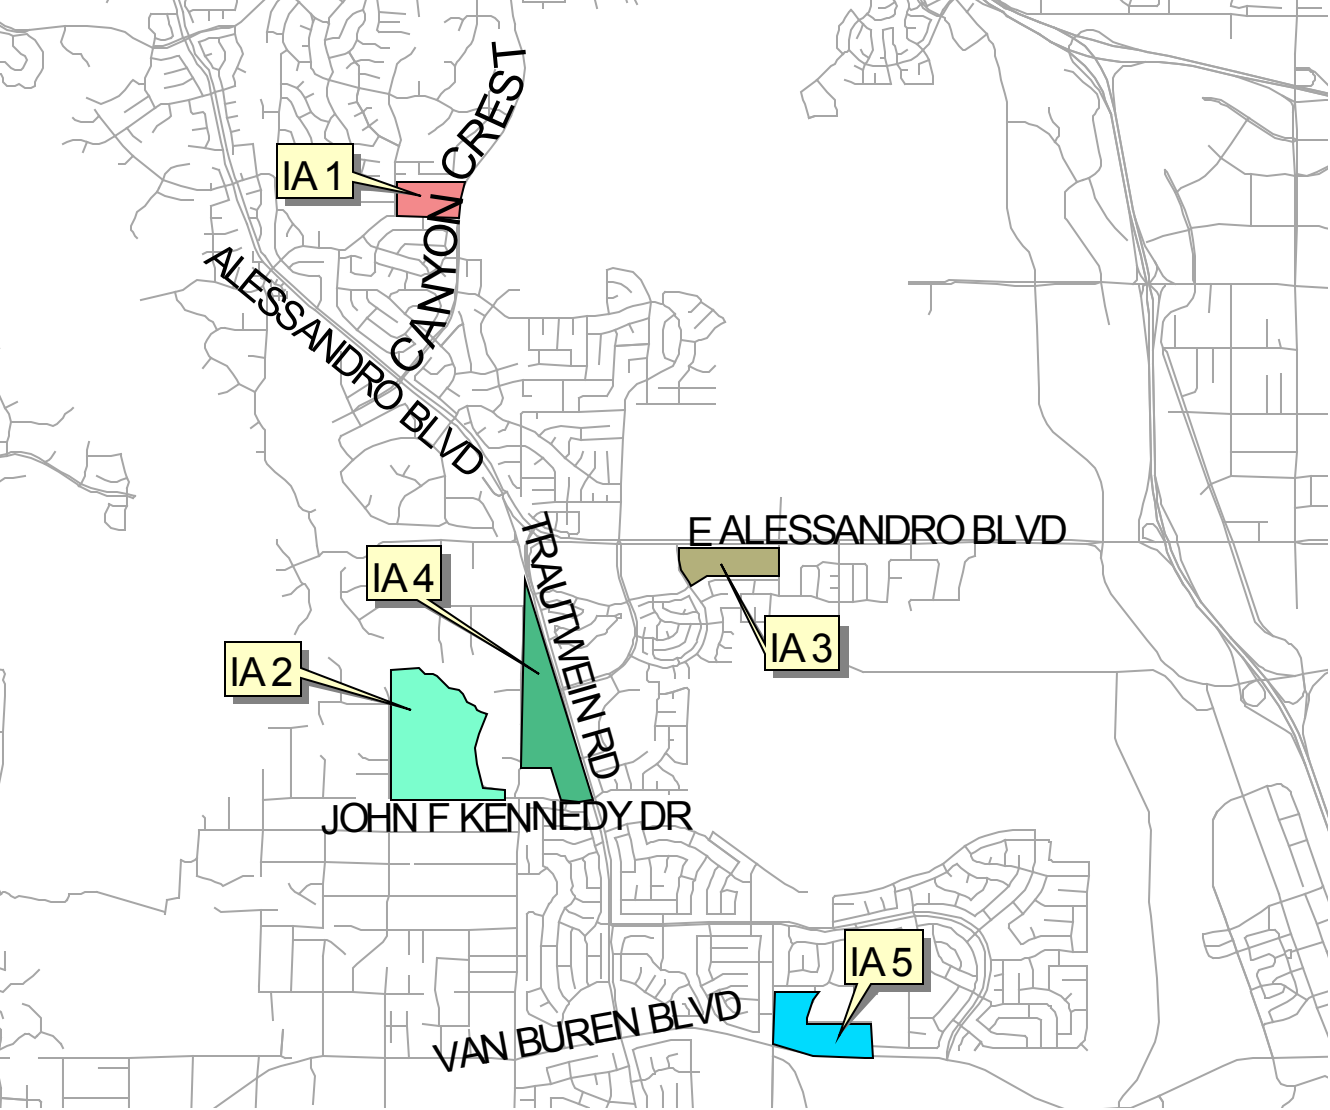 CANYON CREST
IA 1
ALESSANDRO BLVD
E ALESSANDRO BLVD
TRAUTWEIN RD
IA 4
IA 3
IA 2
JOHN F KENNEDY DR
IA 5
VAN BUREN BLVD